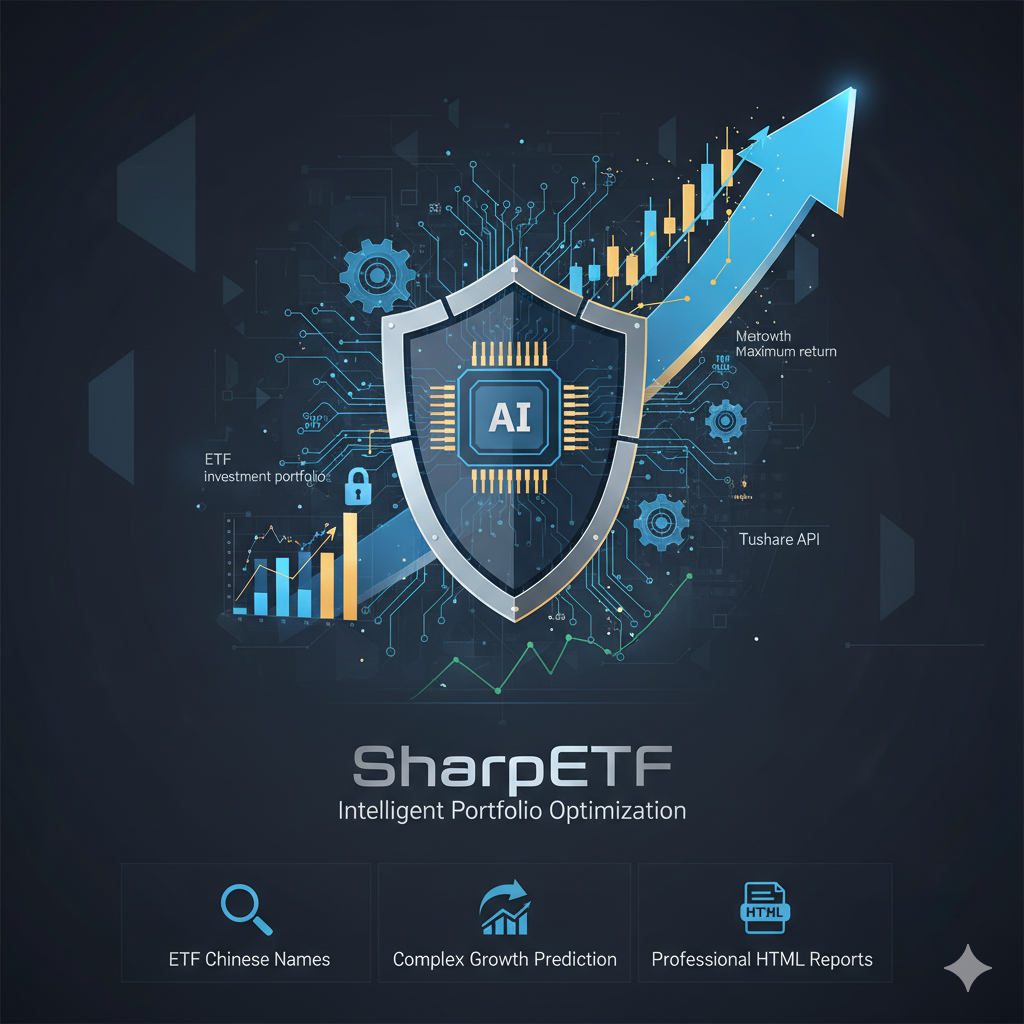 AI
Merowth
Maximum return
ETF
investment portfolio
Tushare API
SharpETF
Intelligent Portfolio Optimization
ETF Chinese Names
Complex Growth Prediction
HTML
Professional HTML Reports